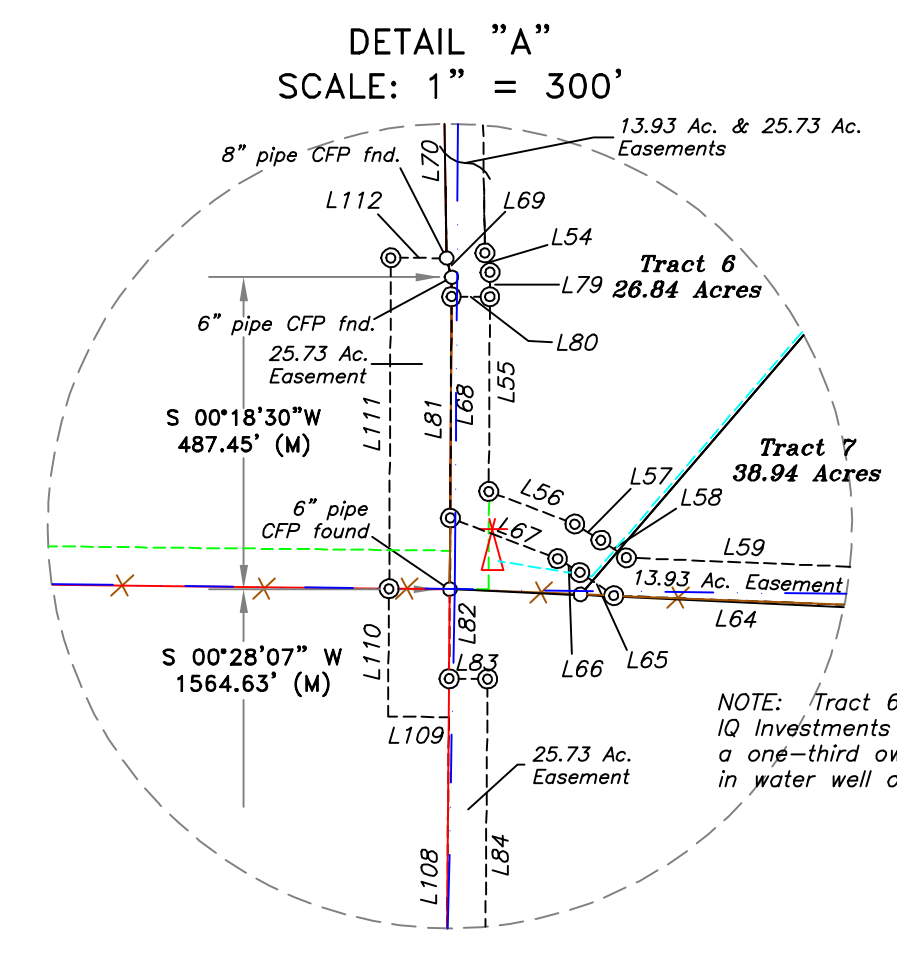 DETAIL "A"
SCALE: 1" = 300'
13.93 Ac. & 25.73 Ac.
Easements
8" pipe CFP fnd.
L70
L112
L69
L54
Tract 6
26.84 Acres
L79
6" pipe CFP fnd.
L80
25.73 Ac.
Easement
L111
L81
L68
L55
S 00°18'30"W
487.45' (M)
Tract 7
38.94 Acres
L56
L57
L58
6" pipe
CFP found
L67
L59
13.93 Ac. Easement
L64
L82
L110
L66
L65
S 00°28'07" W
1564.63' (M)
L83
L109
NOTE: Tract 6
IQ Investments
a one-third
in water well
25.73 Ac.
Easement
L108
L84